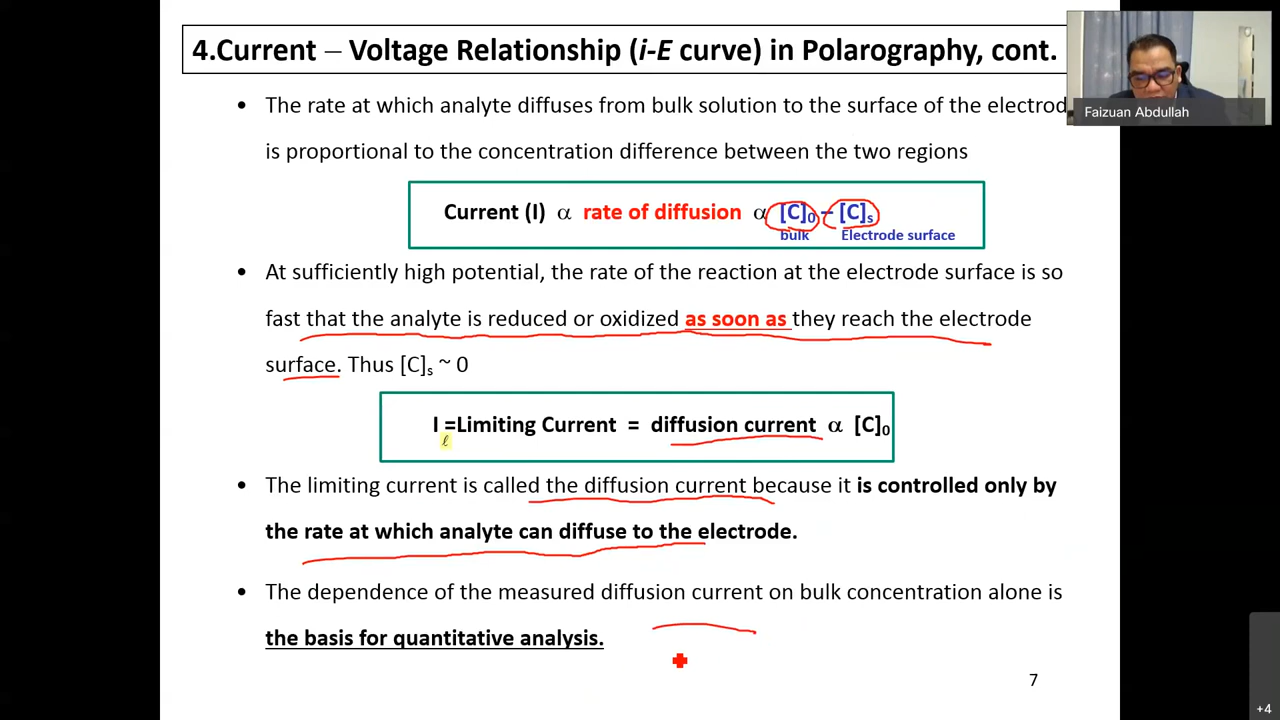 4.Current – Voltage Relationship (i-E curve) in Polarography, cont.
Faizuan Abdullah
• The rate at which analyte diffuses from bulk solution to the surface of the electrod
is proportional to the concentration difference between the two regions
Current (I) α rate of diffusion α [C]0 – [C]s
bulk Electrode surface
• At sufficiently high potential, the rate of the reaction at the electrode surface is so
fast that the analyte is reduced or oxidized as soon as they reach the electrode
surface. Thus [C]s ~ 0
I =Limiting Current = diffusion current α [C]0
ℓ
• The limiting current is called the diffusion current because it is controlled only by
the rate at which analyte can diffuse to the electrode.
• The dependence of the measured diffusion current on bulk concentration alone is
the basis for quantitative analysis.
7
+4